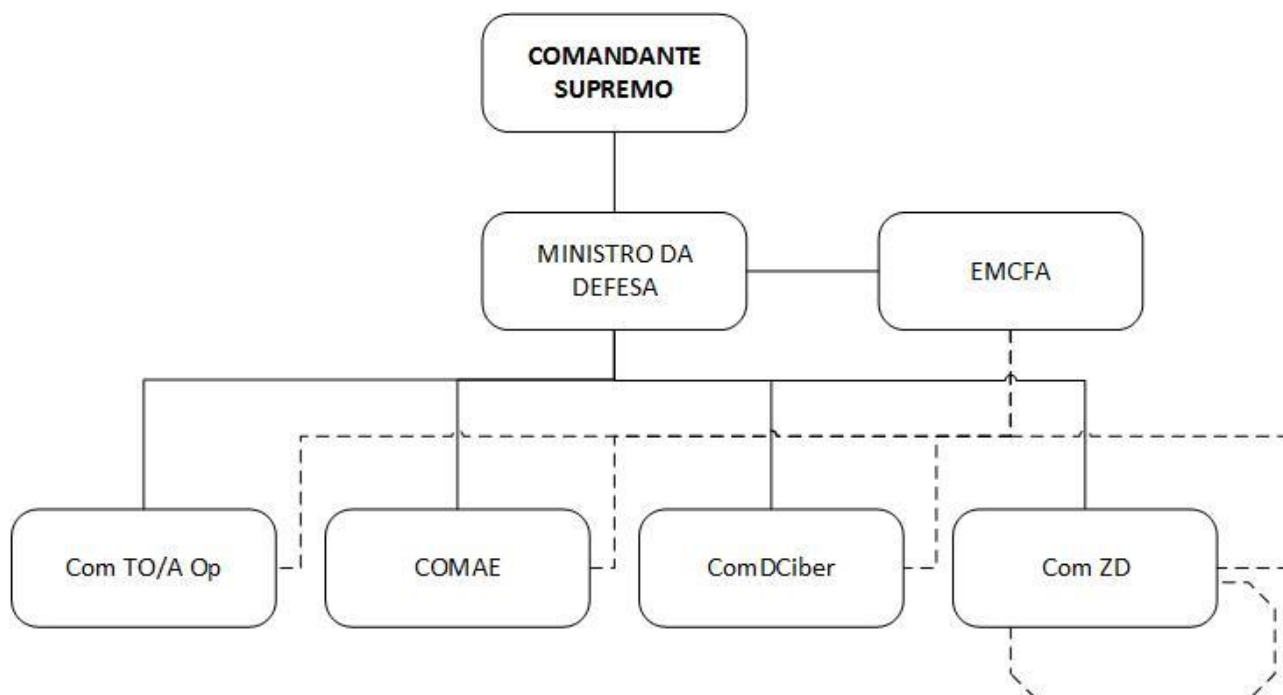 COMANDANTE
SUPREMO
MINISTRO DA
DEFESA
EMCFA
Com TO/A Op
COMAE
ComDCiber
Com ZD